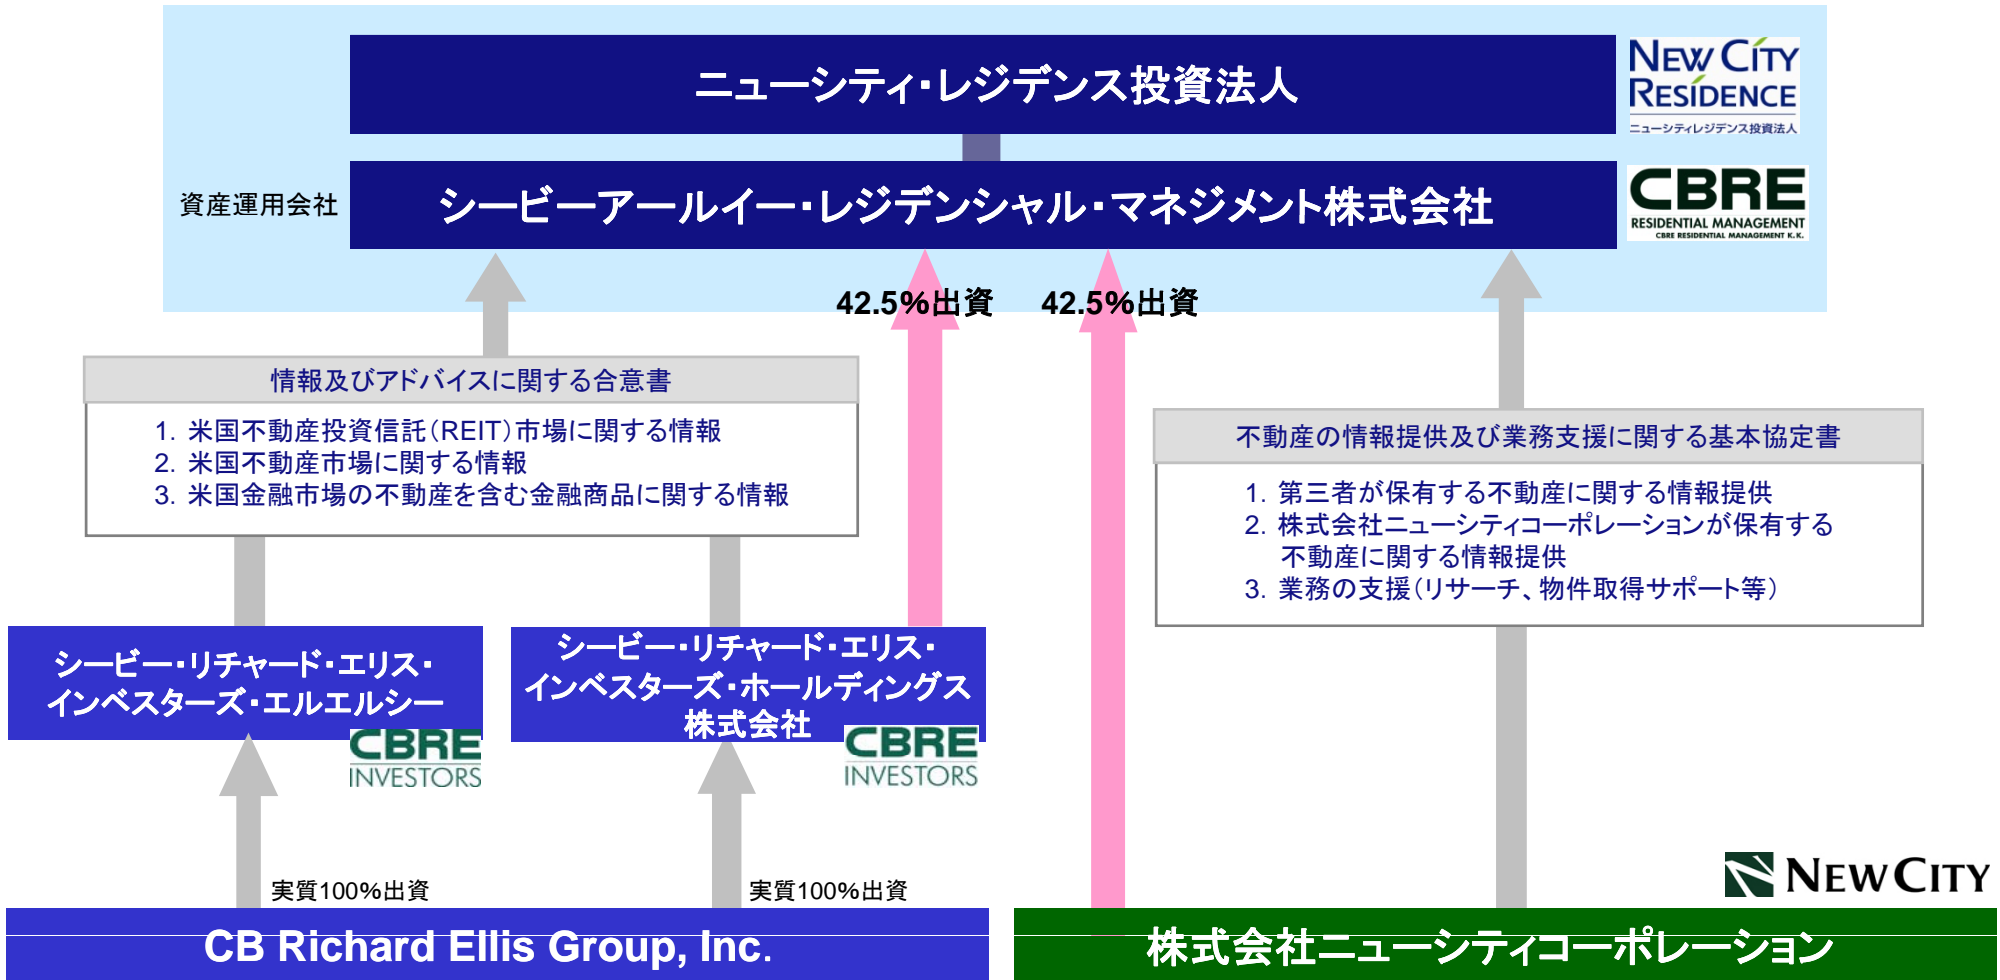 ニューシティ・レジデンス投資法人
NEW CITY
RESIDENCE
ニューシティレジデンス投資法人
資産運用会社
シービーアールイー・レジデンシャル・マネジメント株式会社
CBRE
RESIDENTIAL MANAGEMENT
CBRE RESIDENTIAL MANAGEMENT K.K.
42.5%出資
42.5%出資
情報及びアドバイスに関する合意書
1. 米国不動産投資信託(REIT)市場に関する情報
2. 米国不動産市場に関する情報
3. 米国金融市場の不動産を含む金融商品に関する情報
不動産の情報提供及び業務支援に関する基本協定書
1. 第三者が保有する不動産に関する情報提供
2. 株式会社ニューシティコーポレーションが保有する
不動産に関する情報提供
3. 業務の支援(リサーチ、物件取得サポート等)
シービー・リチャード・エリス・
インベスターズ・エルエルシー
CBRE
INVESTORS
シービー・リチャード・エリス・
インベスターズ・ホールディングス
株式会社
CBRE
INVESTORS
実質100%出資
実質100%出資
NEW CITY
CB Richard Ellis Group, Inc.
株式会社ニューシティコーポレーション